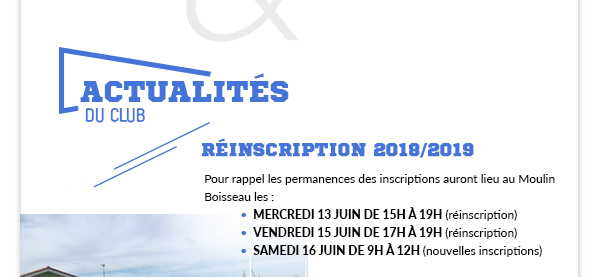 &
ACTUALITÉS
DU CLUB
RÉINSCRIPTION 2018/2019
Pour rappel les permanences des inscriptions auront lieu au Moulin
Boisseau les :
• MERCREDI 13 JUIN DE 15H À 19H (réinscription)
• VENDREDI 15 JUIN DE 17H À 19H (réinscription)
• SAMEDI 16 JUIN DE 9H À 12H (nouvelles inscriptions)